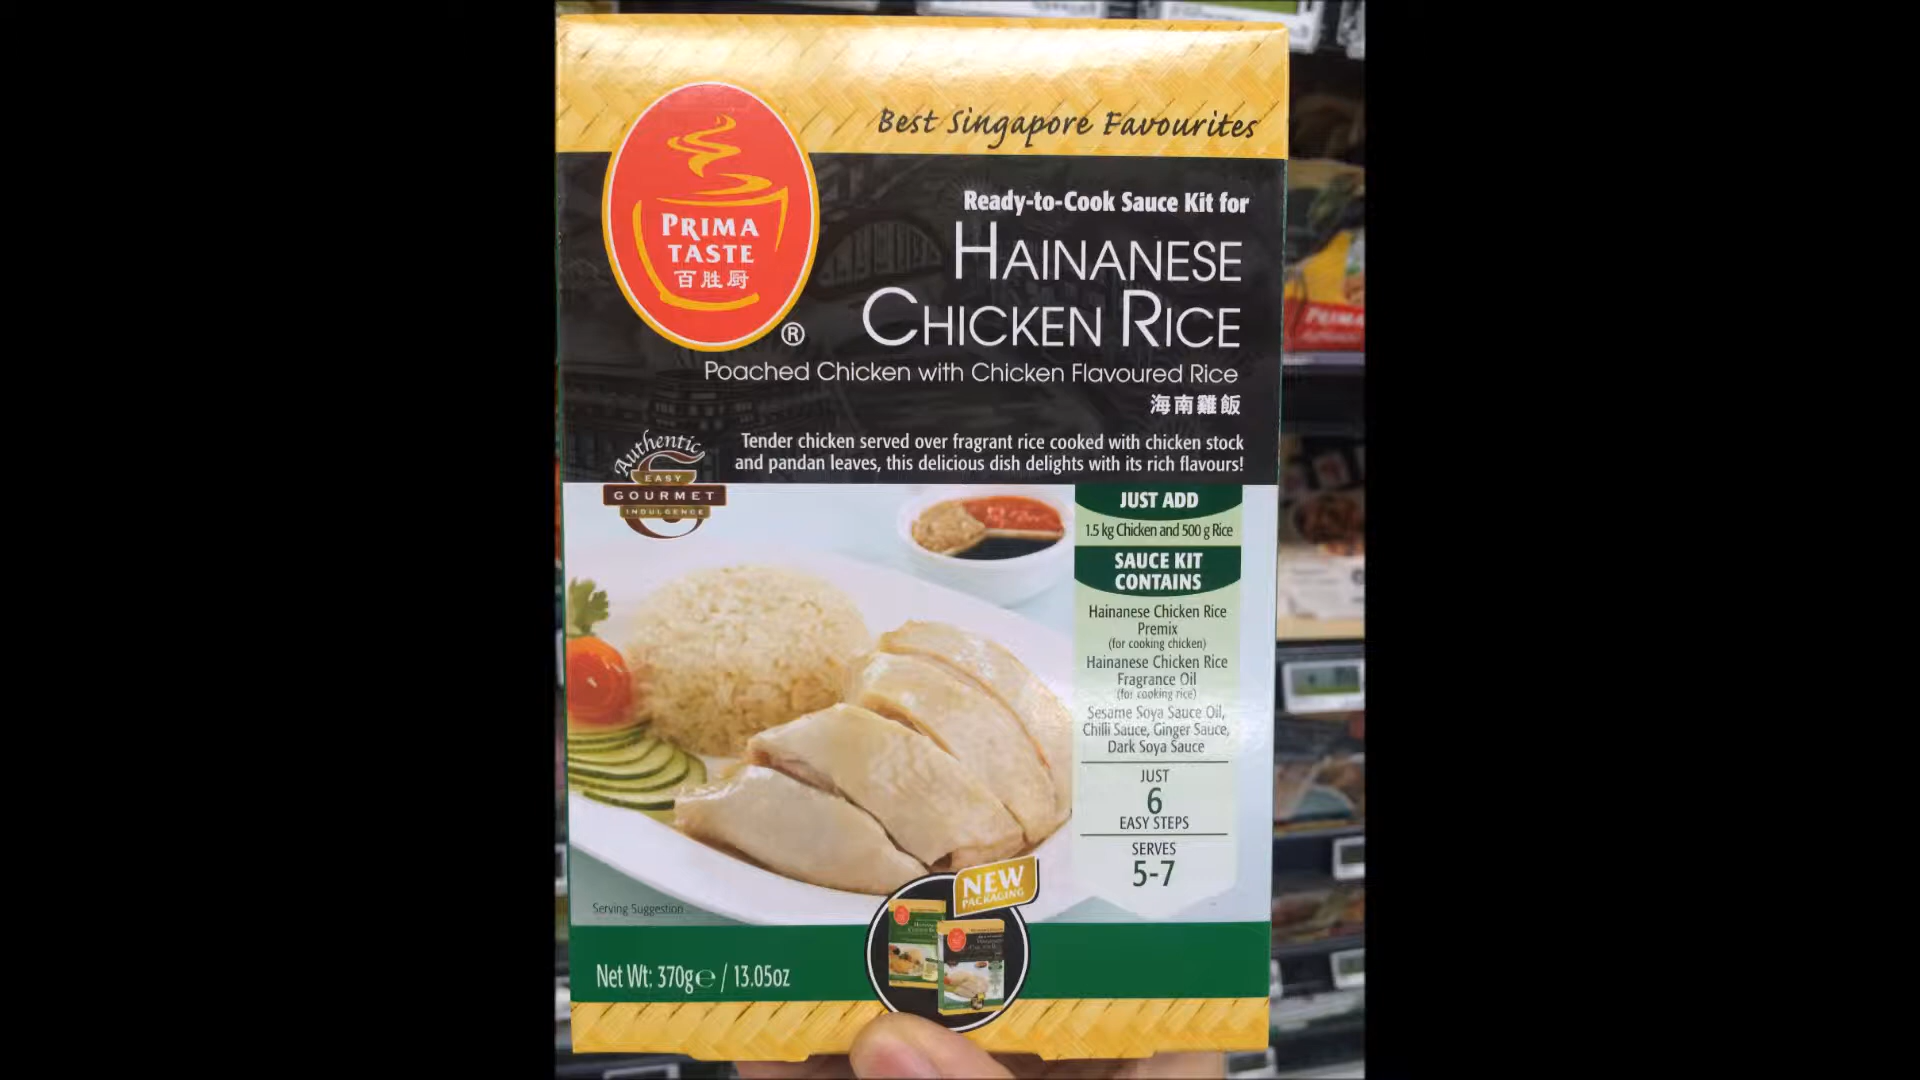 Best Singapore Favourites
PRIMA
TASTE
百胜厨
®
Ready-to-Cook Sauce Kit for
HAINANESE
CHICKEN RICE
Poached Chicken with Chicken Flavoured Rice
海南雞飯
Tender chicken served over fragrant rice cooked with chicken stock
and pandan leaves, this delicious dish delights with its rich flavours!
Authentic
EASY
GOURMET
INDULGENCE
JUST ADD
1.5 kg Chicken and 500 g Rice
SAUCE KIT
CONTAINS
Hainanese Chicken Rice
Premix
(for cooking chicken)
Hainanese Chicken Rice
Fragrance Oil
(for cooking rice)
Sesame Soya Sauce Oil,
Chilli Sauce, Ginger Sauce,
Dark Soya Sauce
JUST
6
EASY STEPS
SERVES
5-7
NEW
PACKAGING
Serving Suggestion
Net Wt: 370g℮ / 13.05oz